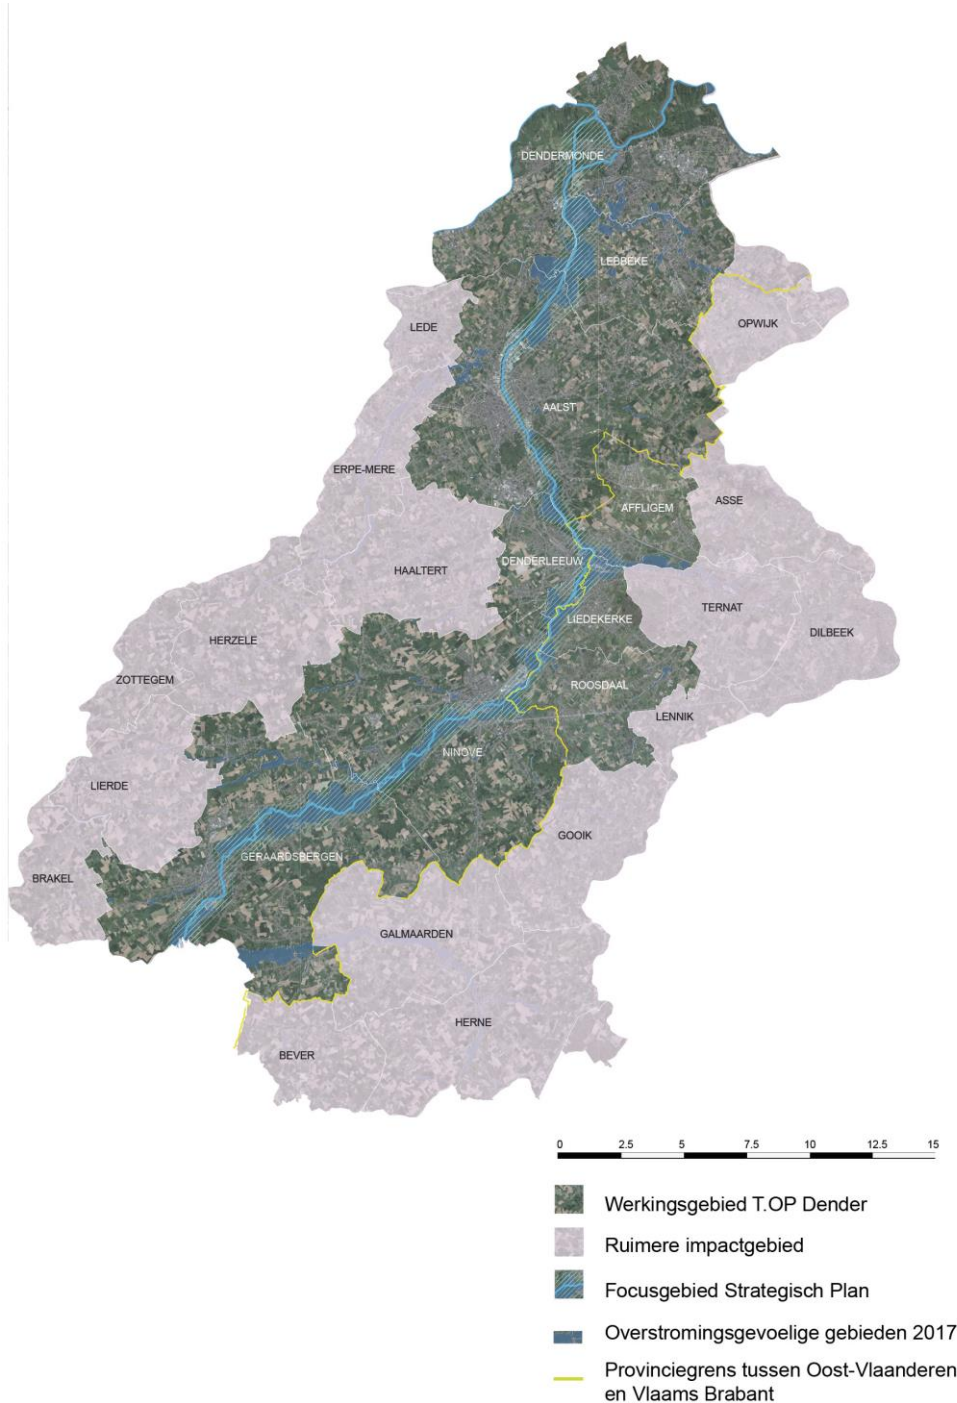 DENDERMONDE
LEBBEKE
LEDE
OPWIJK
AALST
ERPE-MERE
ASSE
AFFLIGEM
DENDERLEEUW
HAALTERT
TERNAT
LIEDEKERKE
DILBEEK
HERZELE
ZOTTEGEM
ROOSDAAL
LENNIK
NINOVE
LIERDE
GOOIK
GERAARDSBERGEN
BRAKEL
GALMAARDEN
HERNE
BEVER
0 2.5 5 7.5 10 12.5 15
Werkingsgebied T.OP Dender
Ruimere impactgebied
Focusgebied Strategisch Plan
Overstromingsgevoelige gebieden 2017
Provinciegrens tussen Oost-Vlaanderen
en Vlaams Brabant